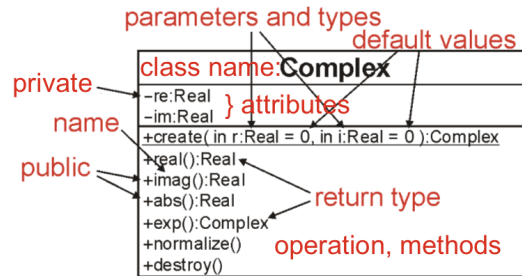 parameters and types
default values
class name:Complex
private
-re:Real
-im:Real
} attributes
name
+create( in r:Real = 0, in i:Real = 0 ):Complex
+real():Real
public
+imag():Real
+abs():Real
return type
+exp():Complex
+normalize()
operation, methods
+destroy()